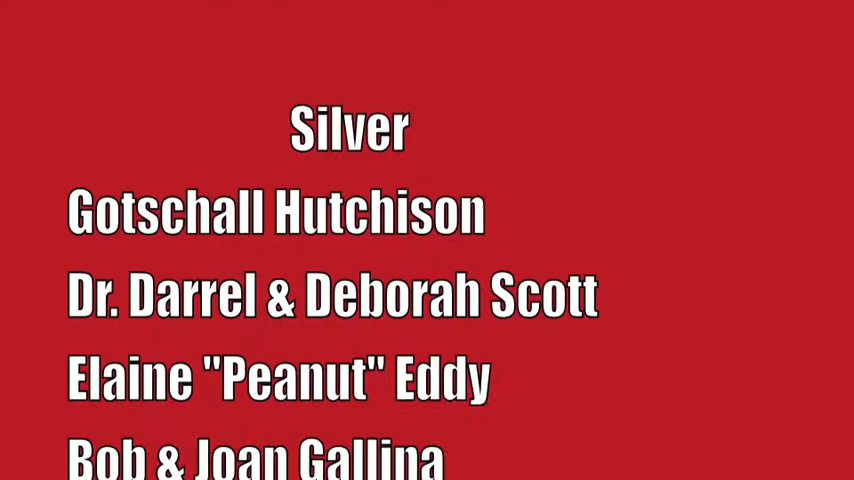 Silver
Gotschall Hutchison
Dr. Darrel & Deborah Scott
Elaine "Peanut" Eddy
Bob & Joan Gallina